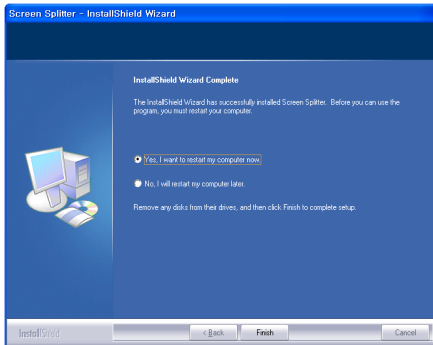 Screen Splitter - InstallShield Wizard
InstallShield Wizard Complete
The InstallShield Wizard has successfully installed Screen Splitter. Before you can use the
program, you must restart your computer.
Yes, I want to restart my computer now.
No, I will restart my computer later.
Remove any disks from their drives, and then click Finish to complete setup.
InstallShield
< Back
Finish
Cancel